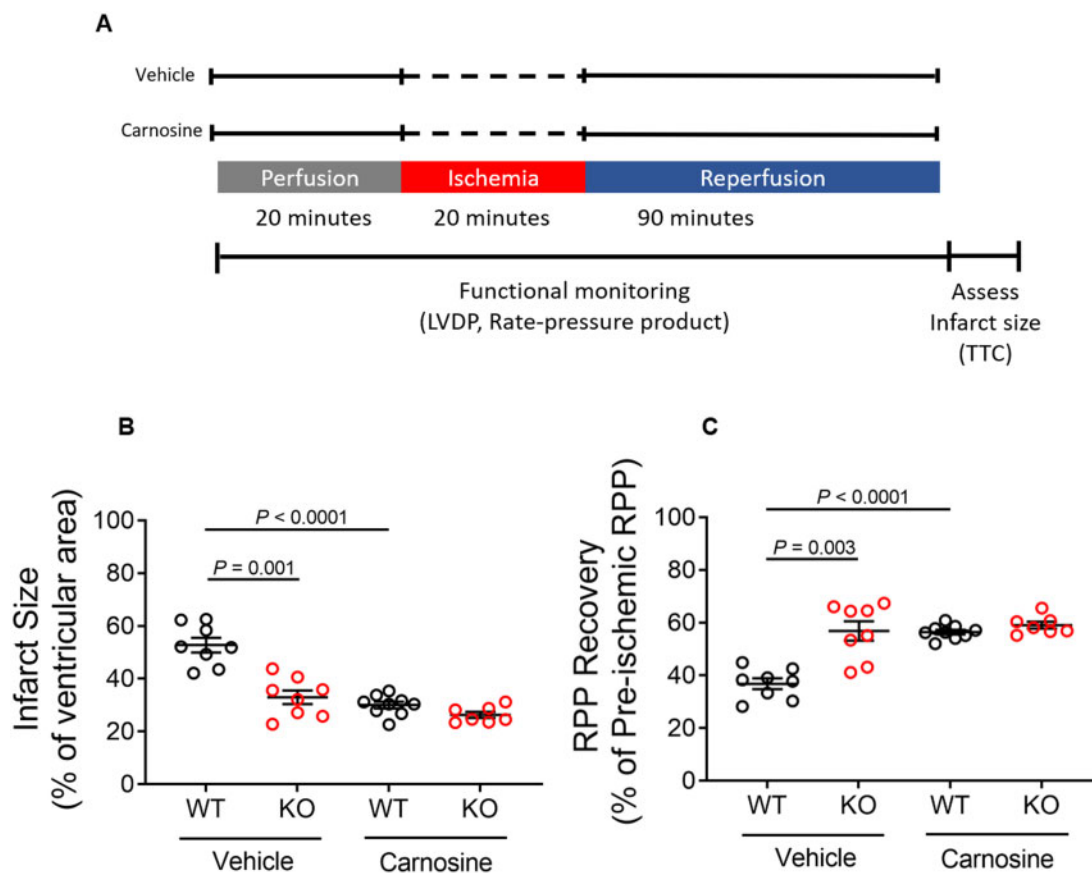 A
Vehicle
Carnosine
Perfusion Ischemia Reperfusion
20 minutes 20 minutes 90 minutes
Functional monitoring
(LVDP, Rate-pressure product)
Assess
Infarct size
(TTC)
B
Infarct Size
(% of ventricular area)
100
80
60
40
20
0
P < 0.0001
P = 0.001
WT KO WT KO
Vehicle Carnosine
C
RPP Recovery
(% of Pre-ischemic RPP)
100
80
60
40
20
0
P < 0.0001
P = 0.003
WT KO WT KO
Vehicle Carnosine